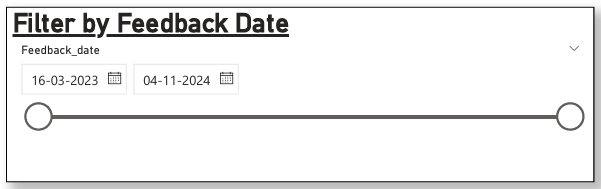 Filter by Feedback Date
Feedback_date
16-03-2023 04-11-2024